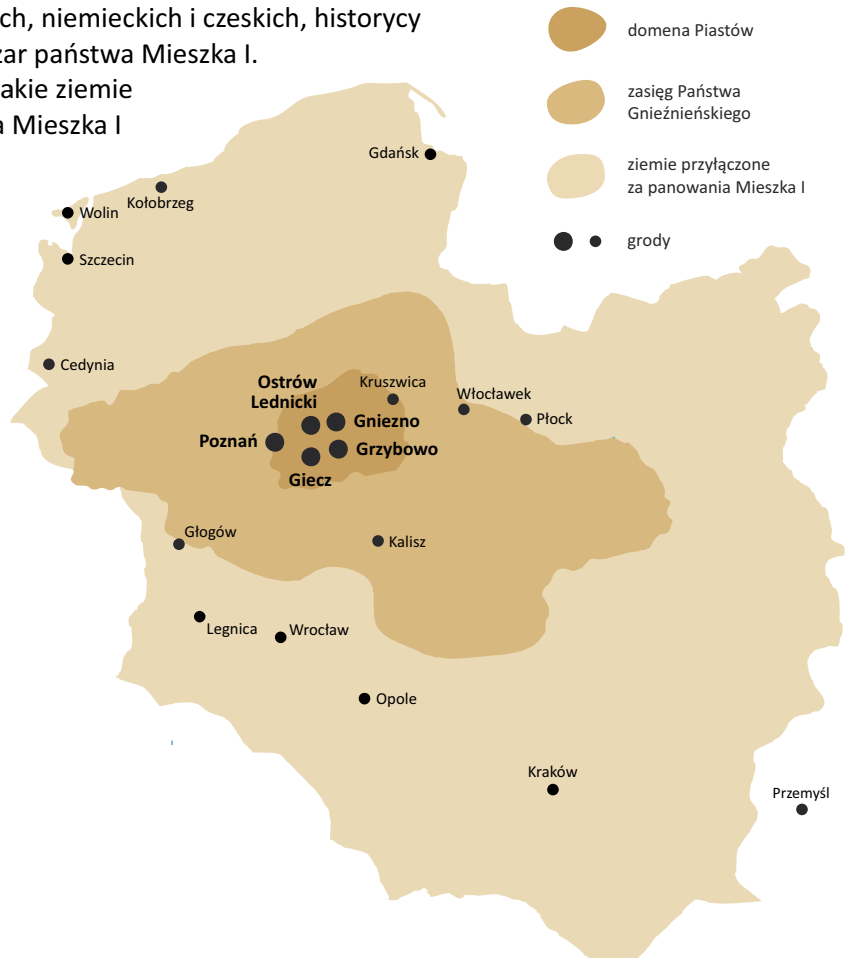 ch, niemieckich i czeskich, historycy
zar państwa Mieszka I.
akie ziemie
a Mieszka I
domena Piastów
zasięg Państwa
Gnieźnieńskiego
ziemie przyłączone
za panowania Mieszka I
grody
Gdańsk
Kołobrzeg
Wolin
Szczecin
Cedynia
Ostrów
Lednicki
Kruszwica
Włocławek
Płock
Gniezno
Poznań
Grzybowo
Giecz
Głogów
Kalisz
Legnica
Wrocław
Opole
Kraków
Przemyśl